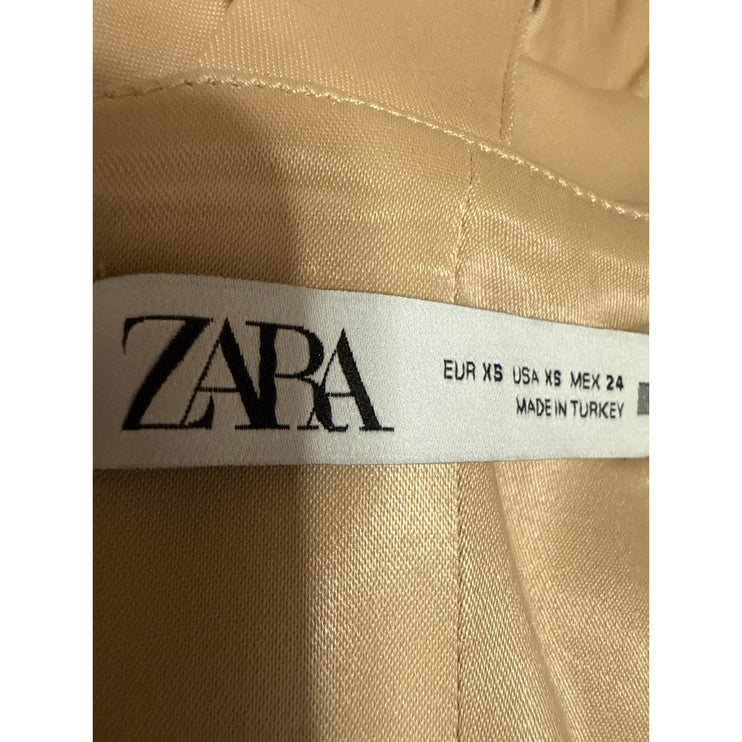 ZARA
EUR XS USA XS MEX 24
MADE IN TURKEY